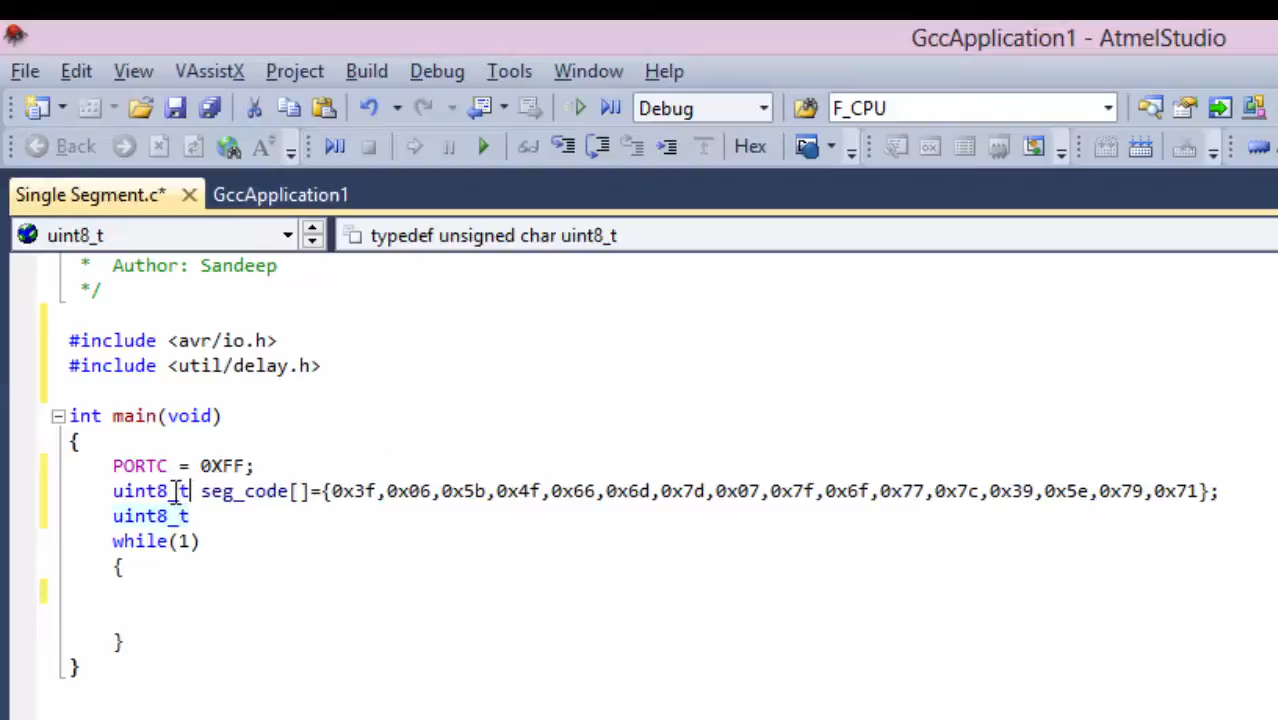 GccApplication1 - AtmelStudio
File Edit View VAssistX Project Build Debug Tools Window Help
Debug F_CPU
Back Hex
Single Segment.c* GccApplication1
uint8_t typedef unsigned char uint8_t
* Author: Sandeep
*/
#include <avr/io.h>
#include <util/delay.h>
int main(void)
{
PORTC = 0XFF;
uint8_t seg_code[]={0x3f,0x06,0x5b,0x4f,0x66,0x6d,0x7d,0x07,0x7f,0x6f,0x77,0x7c,0x39,0x5e,0x79,0x71};
uint8_t
while(1)
{
}
}